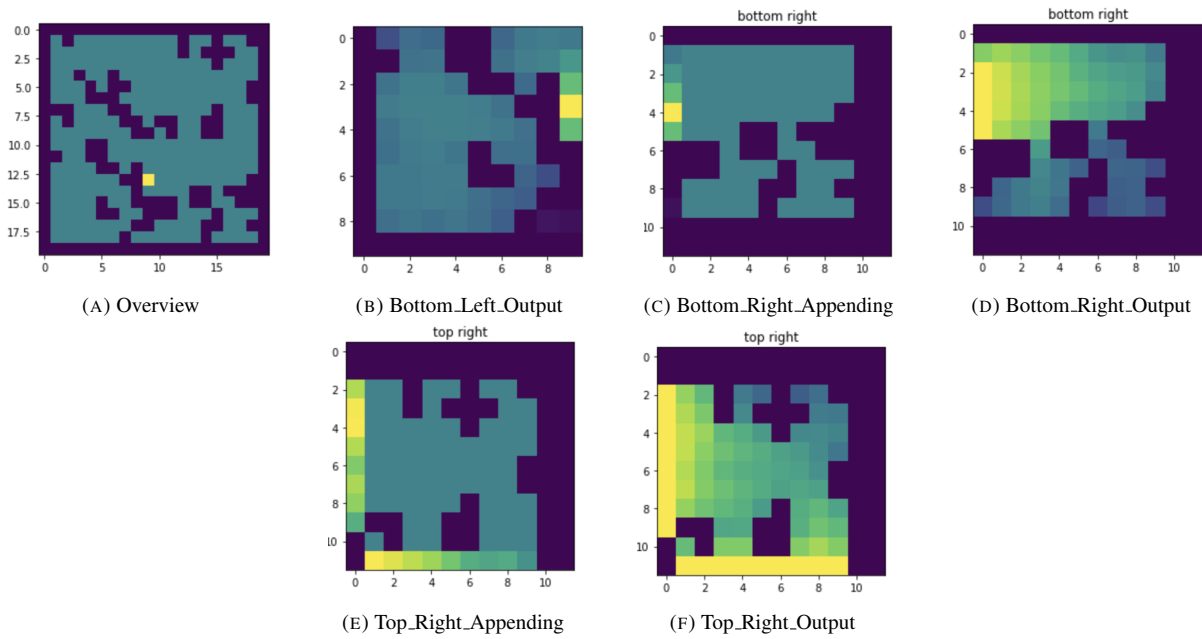 bottom right
bottom right
0.0
2.5
5.0
7.5
10.0
12.5
15.0
17.5
0 5 10 15
0
2
4
6
8
0 2 4 6 8
0
2
4
6
8
10
0 2 4 6 8 10
0
2
4
6
8
10
0 2 4 6 8 10
(A) Overview
(B) Bottom_Left_Output
(C) Bottom_Right_Appending
(D) Bottom_Right_Output
top right
top right
0
2
4
6
8
10
0 2 4 6 8 10
0
2
4
6
8
10
0 2 4 6 8 10
(E) Top_Right_Appending
(F) Top_Right_Output